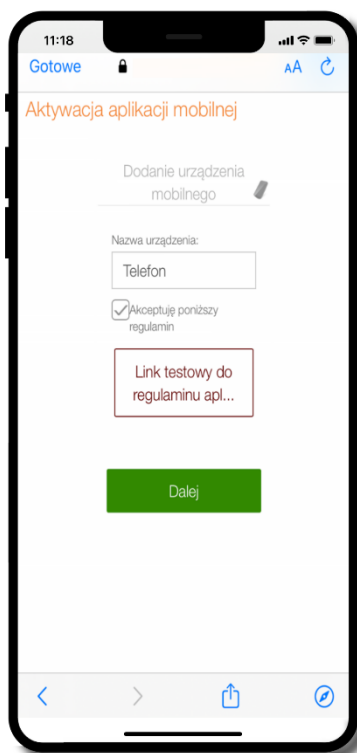 11:18
Gotowe
AA
Aktywacja aplikacji mobilnej
Dodanie urządzenia
mobilnego
Nazwa urządzenia:
Telefon
Akceptuję poniższy
regulamin
Link testowy do
regulaminu apl...
Dalej